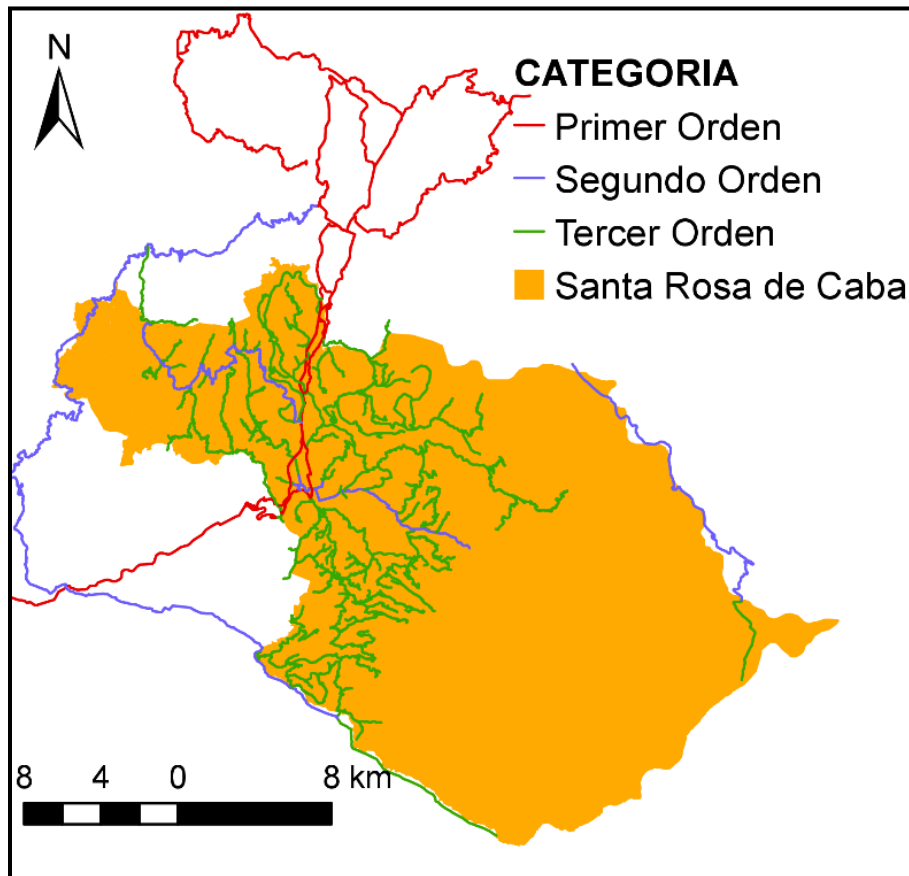 N
CATEGORIA
Primer Orden
Segundo Orden
Tercer Orden
Santa Rosa de Caba
8 4 0 8 km